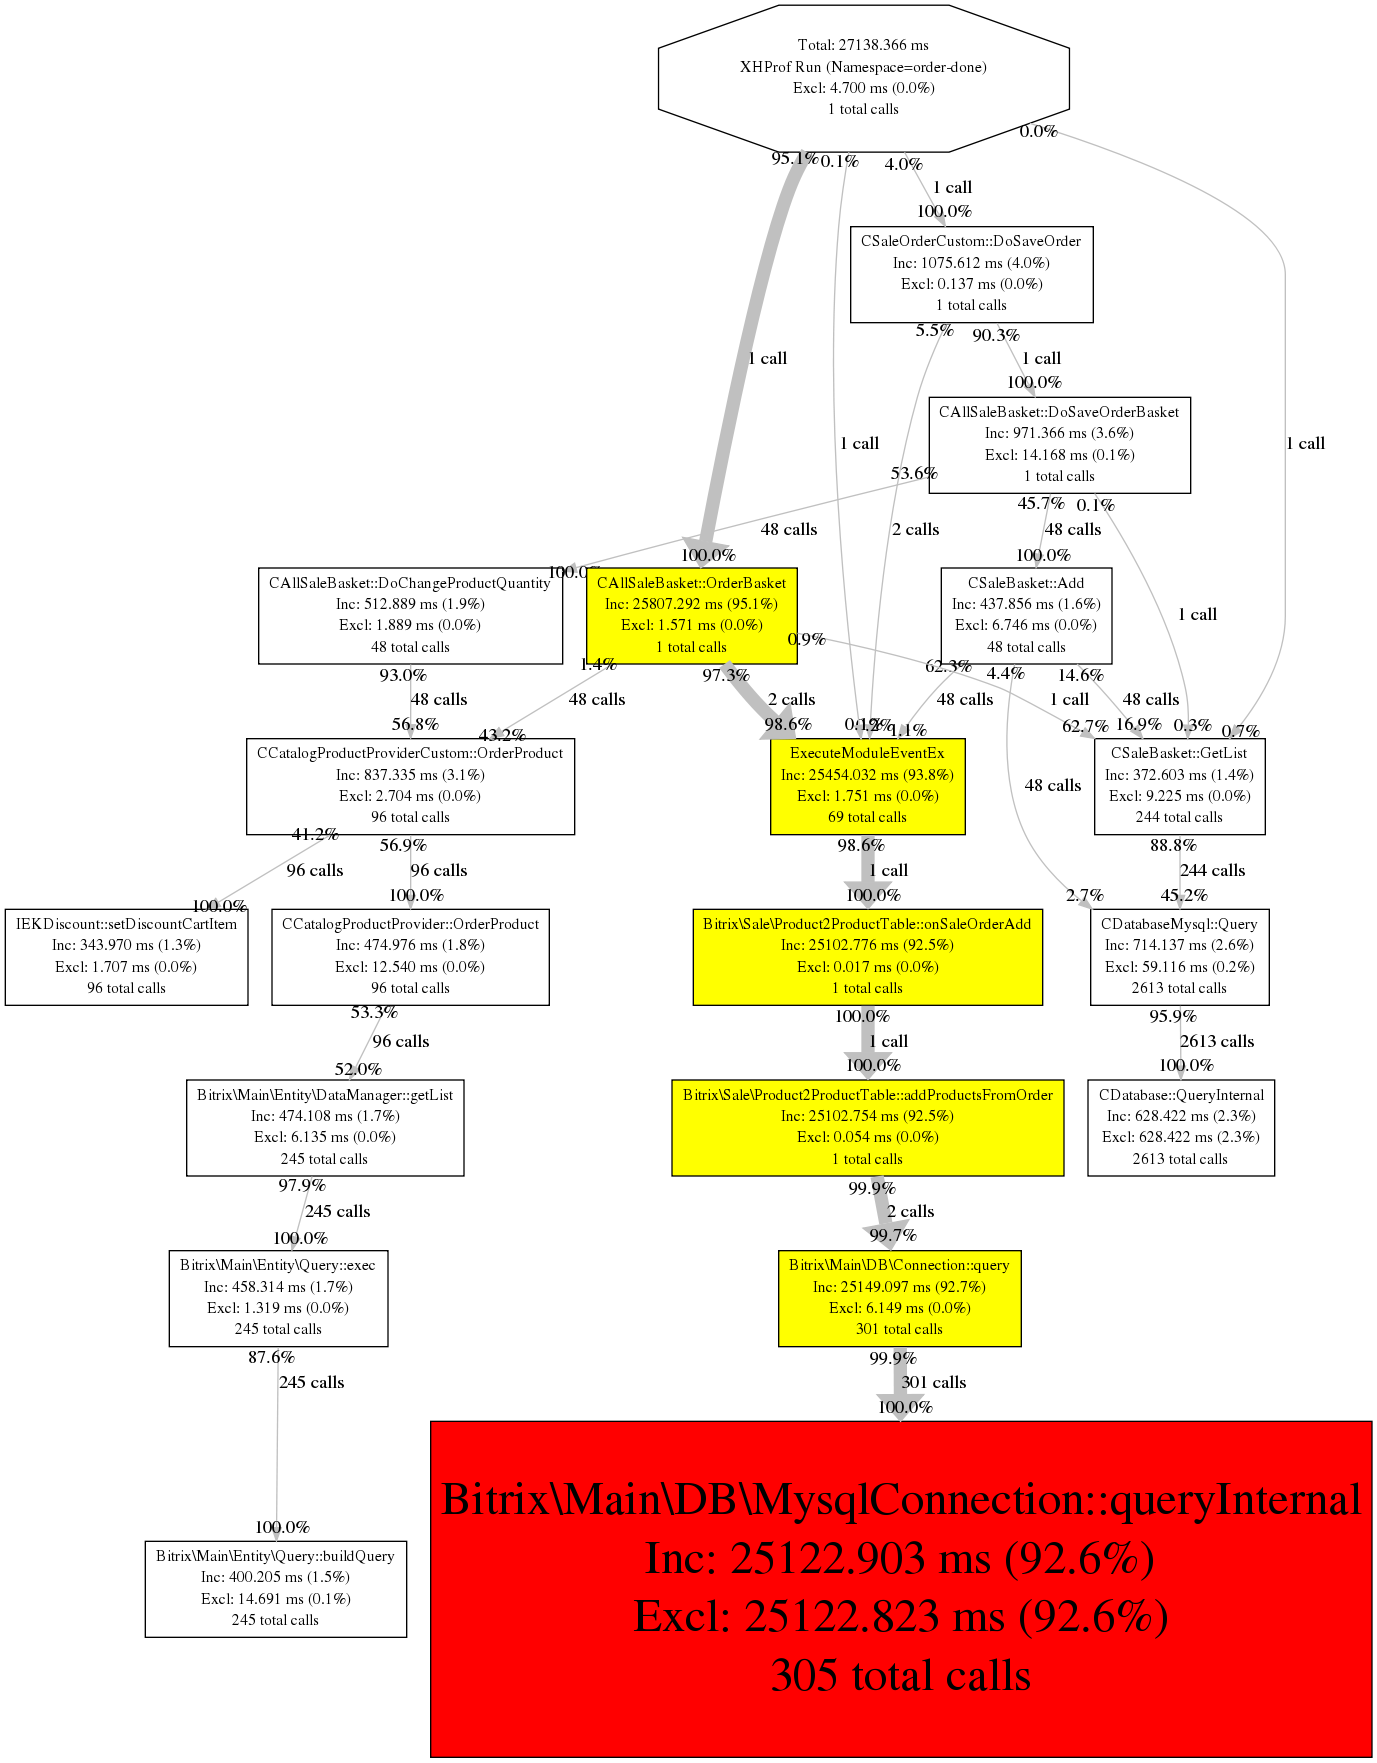 Total: 27138.366 ms
XHProf Run (Namespace=order-done)
Excl: 4.700 ms (0.0%)
1 total calls
0.0%
95.1%
0.1%
4.0%
1 call
100.0%
CSaleOrderCustom::DoSaveOrder
Inc: 1075.612 ms (4.0%)
Excl: 0.137 ms (0.0%)
1 total calls
5.5%
90.3%
1 call
1 call
100.0%
CAllSaleBasket::DoSaveOrderBasket
Inc: 971.366 ms (3.6%)
Excl: 14.168 ms (0.1%)
1 total calls
1 call
1 call
53.6%
45.7%
0.1%
48 calls
2 calls
48 calls
100.0%
100.0%
100.0%
CAllSaleBasket::DoChangeProductQuantity
Inc: 512.889 ms (1.9%)
Excl: 1.889 ms (0.0%)
48 total calls
CAllSaleBasket::OrderBasket
Inc: 25807.292 ms (95.1%)
Excl: 1.571 ms (0.0%)
1 total calls
CSaleBasket::Add
Inc: 437.856 ms (1.6%)
Excl: 6.746 ms (0.0%)
48 total calls
1 call
0.9%
93.0%
1.4%
97.3%
62.3%
4.4%
14.6%
48 calls
48 calls
2 calls
48 calls
1 call
48 calls
56.8%
43.2%
98.6%
0.1%
1.1%
62.7%
16.9%
0.3%
0.7%
CCatalogProductProviderCustom::OrderProduct
Inc: 837.335 ms (3.1%)
Excl: 2.704 ms (0.0%)
96 total calls
ExecuteModuleEventEx
Inc: 25454.032 ms (93.8%)
Excl: 1.751 ms (0.0%)
69 total calls
CSaleBasket::GetList
Inc: 372.603 ms (1.4%)
Excl: 9.225 ms (0.0%)
244 total calls
48 calls
41.2%
56.9%
98.6%
88.8%
96 calls
96 calls
1 call
244 calls
100.0%
100.0%
100.0%
2.7%
45.2%
IEKDiscount::setDiscountCartItem
Inc: 343.970 ms (1.3%)
Excl: 1.707 ms (0.0%)
96 total calls
CCatalogProductProvider::OrderProduct
Inc: 474.976 ms (1.8%)
Excl: 12.540 ms (0.0%)
96 total calls
Bitrix\Sale\Product2ProductTable::onSaleOrderAdd
Inc: 25102.776 ms (92.5%)
Excl: 0.017 ms (0.0%)
1 total calls
CDatabaseMysql::Query
Inc: 714.137 ms (2.6%)
Excl: 59.116 ms (0.2%)
2613 total calls
53.3%
100.0%
95.9%
96 calls
1 call
2613 calls
52.0%
100.0%
100.0%
Bitrix\Main\Entity\DataManager::getList
Inc: 474.108 ms (1.7%)
Excl: 6.135 ms (0.0%)
245 total calls
Bitrix\Sale\Product2ProductTable::addProductsFromOrder
Inc: 25102.754 ms (92.5%)
Excl: 0.054 ms (0.0%)
1 total calls
CDatabase::QueryInternal
Inc: 628.422 ms (2.3%)
Excl: 628.422 ms (2.3%)
2613 total calls
97.9%
99.9%
245 calls
2 calls
100.0%
99.7%
Bitrix\Main\Entity\Query::exec
Inc: 458.314 ms (1.7%)
Excl: 1.319 ms (0.0%)
245 total calls
Bitrix\Main\DB\Connection::query
Inc: 25149.097 ms (92.7%)
Excl: 6.149 ms (0.0%)
301 total calls
87.6%
99.9%
245 calls
301 calls
100.0%
100.0%
Bitrix\Main\Entity\Query::buildQuery
Inc: 400.205 ms (1.5%)
Excl: 14.691 ms (0.1%)
245 total calls
Bitrix\Main\DB\MysqlConnection::queryInternal
Inc: 25122.903 ms (92.6%)
Excl: 25122.823 ms (92.6%)
305 total calls